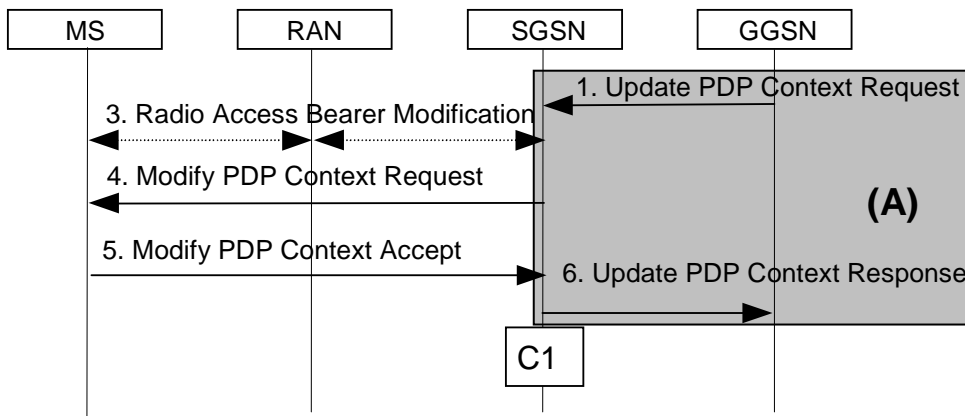 MS
RAN
SGSN
GGSN
1. Update PDP Context Request
3. Radio Access Bearer Modification
4. Modify PDP Context Request
(A)
5. Modify PDP Context Accept
6. Update PDP Context Response
C1